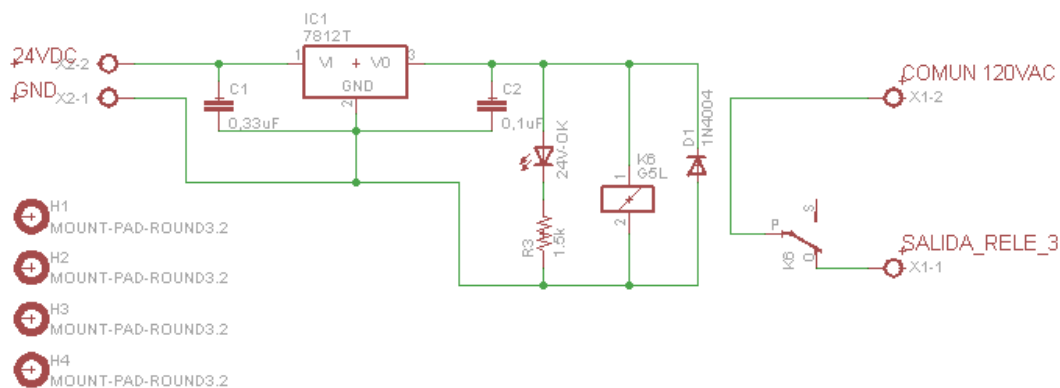 IC1
7812T
24VDC
X2-2
1
VI
VO
3
GND
2
GND
X2-1
C1
0,33uF
C2
0,1uF
24V-OK
R3
1.5k
K6
G5L
1
2
D1
1N4004
COMUN 120VAC
X1-2
P
S
O
K6
SALIDA_RELE_3
X1-1
H1
MOUNT-PAD-ROUND3.2
H2
MOUNT-PAD-ROUND3.2
H3
MOUNT-PAD-ROUND3.2
H4
MOUNT-PAD-ROUND3.2